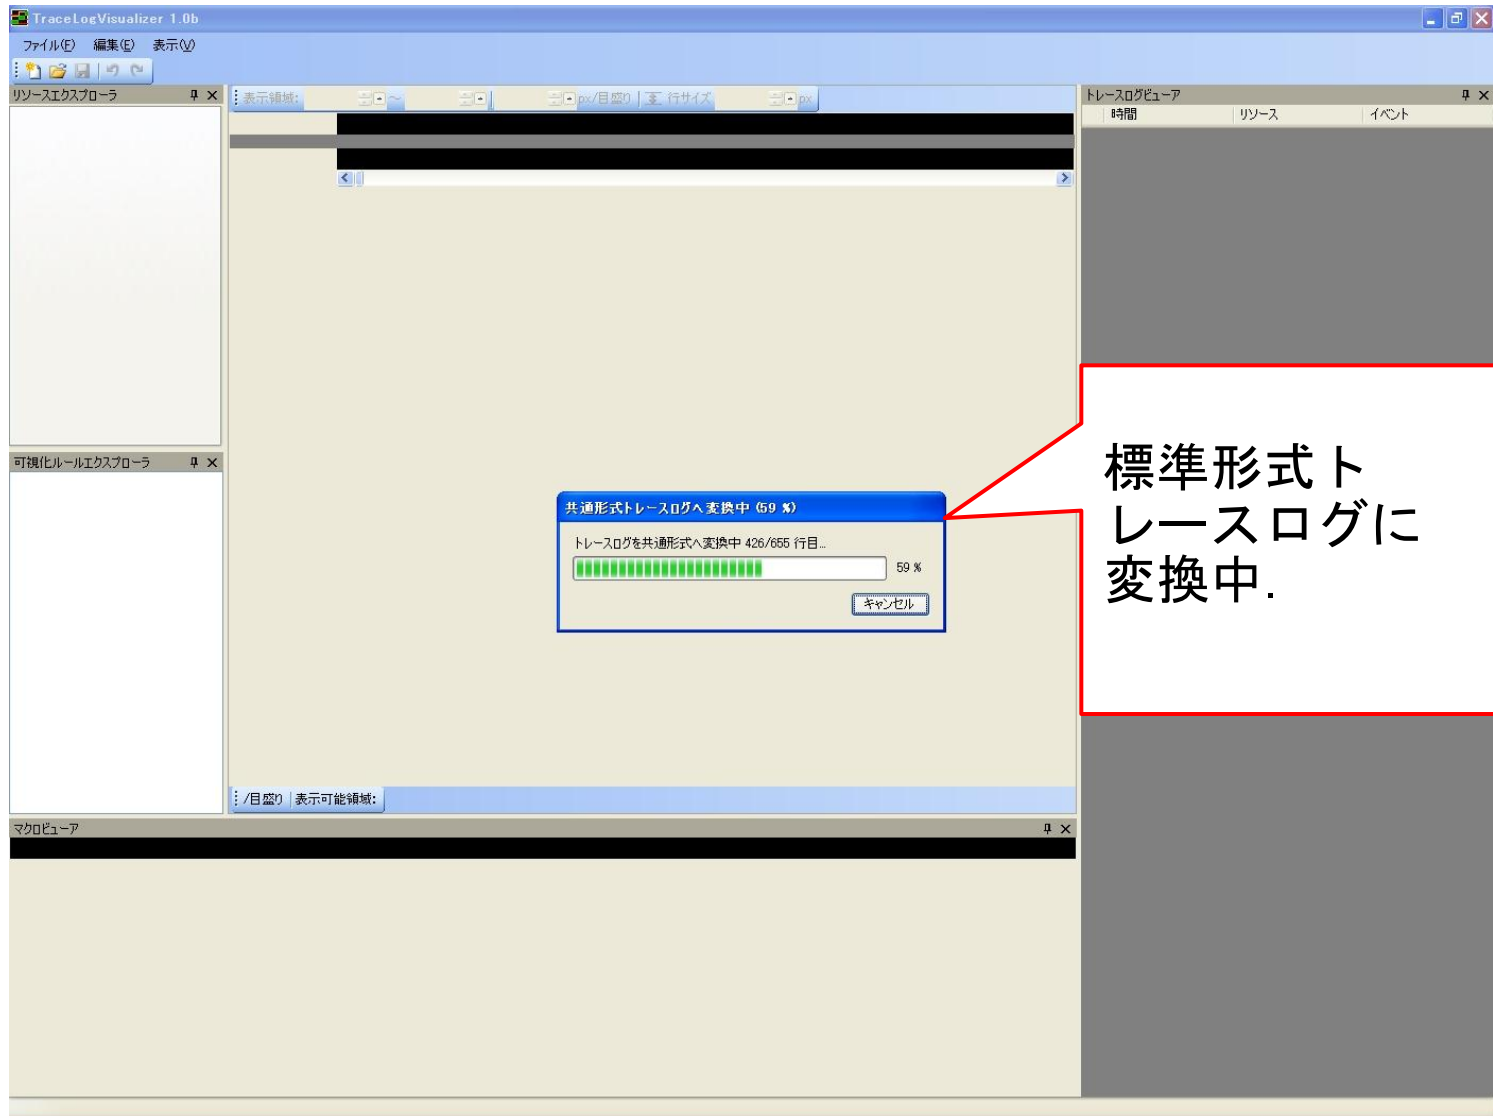 TraceLogVisualizer 1.0b
ファイル(F) 編集(E) 表示(V)
リソースエクスプローラ
表示領域: ～ px/目盛り 行サイズ px
トレースログビューア
時間 リソース イベント
可視化ルールエクスプローラ
共通形式トレースログへ変換中 (59 %)
トレースログを共通形式へ変換中 426/655 行目...
59 %
キャンセル
標準形式ト
レースログに
変換中.
/目盛り 表示可能領域:
マクロビューア